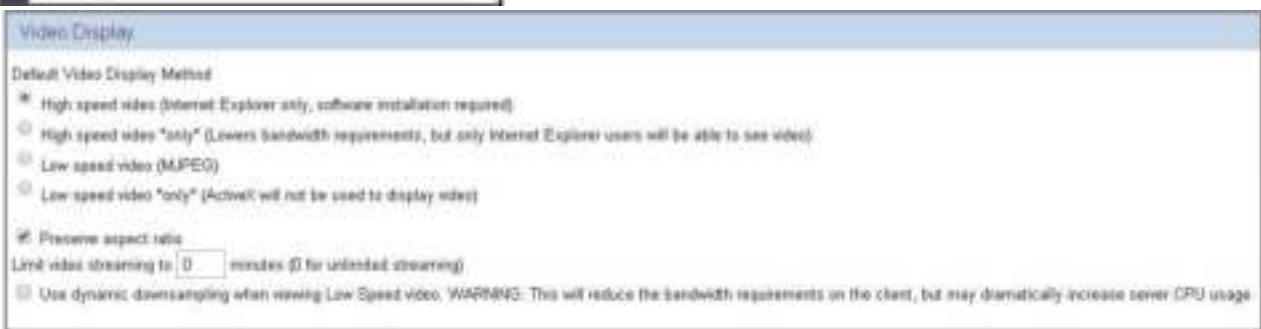 Video Display
Default Video Display Method
High speed video (Internet Explorer only, software installation required)
High speed video "only" (Lowers bandwidth requirements, but only Internet Explorer users will be able to see video)
Low speed video (MJPEG)
Low speed video "only" (ActiveX will not be used to display video)
Preserve aspect ratio
Limit video streaming to 0 minutes (0 for unlimited streaming)
Use dynamic downsampling when viewing Low Speed video. WARNING: This will reduce the bandwidth requirements on the client, but may dramatically increase server CPU usage